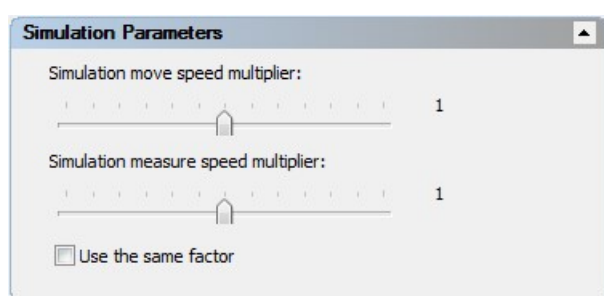 Simulation Parameters
Simulation move speed multiplier:
1
Simulation measure speed multiplier:
1
Use the same factor